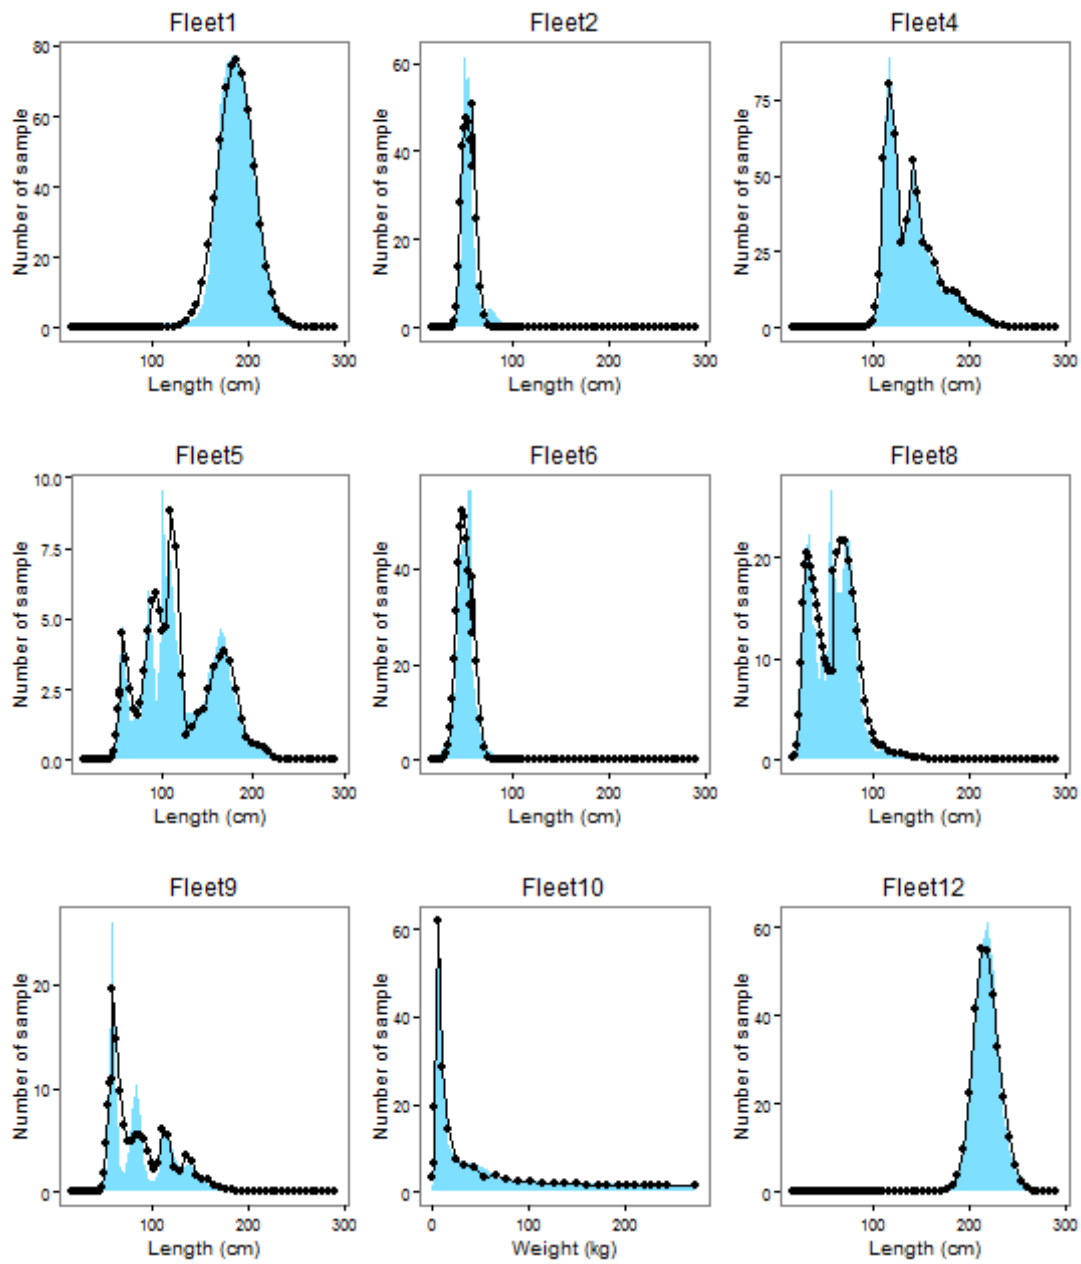 Fleet1 Fleet2 Fleet4
Number of sample Number of sample Number of sample
80 60 40 20 0
60 40 20 0
75 50 25 0
100 200 300 100 200 300 100 200 300
Length (cm) Length (cm) Length (cm)
Fleet5 Fleet6 Fleet8
Number of sample Number of sample Number of sample
10.0 7.5 5.0 2.5 0.0
40 20 0
20 10 0
100 200 300 100 200 300 100 200 300
Length (cm) Length (cm) Length (cm)
Fleet9 Fleet10 Fleet12
Number of sample Number of sample Number of sample
20 10 0
60 40 20 0
60 40 20 0
100 200 300 0 100 200 100 200 300
Length (cm) Weight (kg) Length (cm)